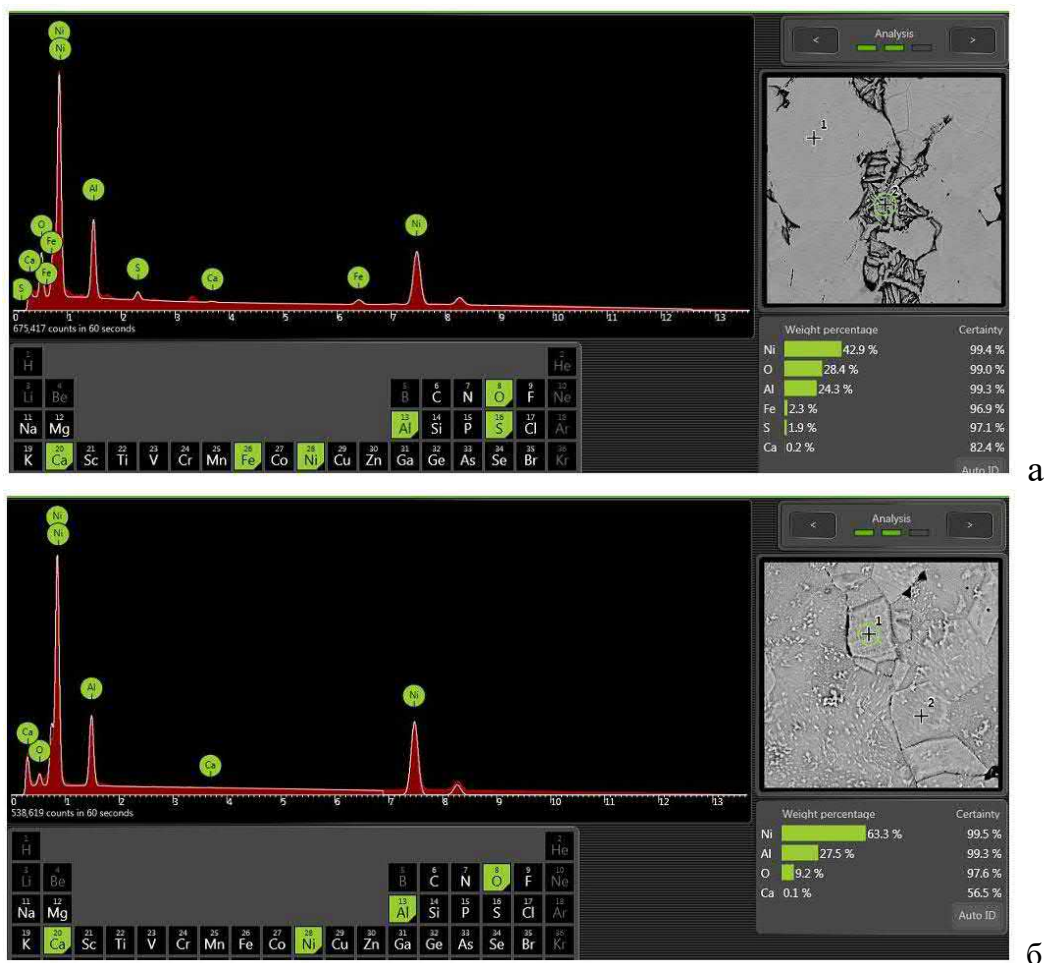 Ni
Ni
Al
O
Fe
Ca
Fe
S
S
Ca
Fe
Ni
0 1 2 3 4 5 6 7 8 9 10 11 12 13
675,417 counts in 60 seconds
< Analysis >
1
2
Weight percentage Certainty
Ni 42.9 % 99.4 %
O 28.4 % 99.0 %
Al 24.3 % 99.3 %
Fe 2.3 % 96.9 %
S 1.9 % 97.1 %
Ca 0.2 % 82.4 %
Auto ID
1 2
H He
3 4 5 6 7 8 9 10
Li Be B C N O F Ne
11 12 13 14 15 16 17 18
Na Mg Al Si P S Cl Ar
19 20 21 22 23 24 25 26 27 28 29 30 31 32 33 34 35 36
K Ca Sc Ti V Cr Mn Fe Co Ni Cu Zn Ga Ge As Se Br Kr
а
Ni
Ni
Al
Ca
O
Ca
Ni
0 1 2 3 4 5 6 7 8 9 10 11 12 13
538,619 counts in 60 seconds
< Analysis >
1
2
Weight percentage Certainty
Ni 63.3 % 99.5 %
Al 27.5 % 99.3 %
O 9.2 % 97.6 %
Ca 0.1 % 56.5 %
Auto ID
1 2
H He
3 4 5 6 7 8 9 10
Li Be B C N O F Ne
11 12 13 14 15 16 17 18
Na Mg Al Si P S Cl Ar
19 20 21 22 23 24 25 26 27 28 29 30 31 32 33 34 35 36
K Ca Sc Ti V Cr Mn Fe Co Ni Cu Zn Ga Ge As Se Br Kr
б